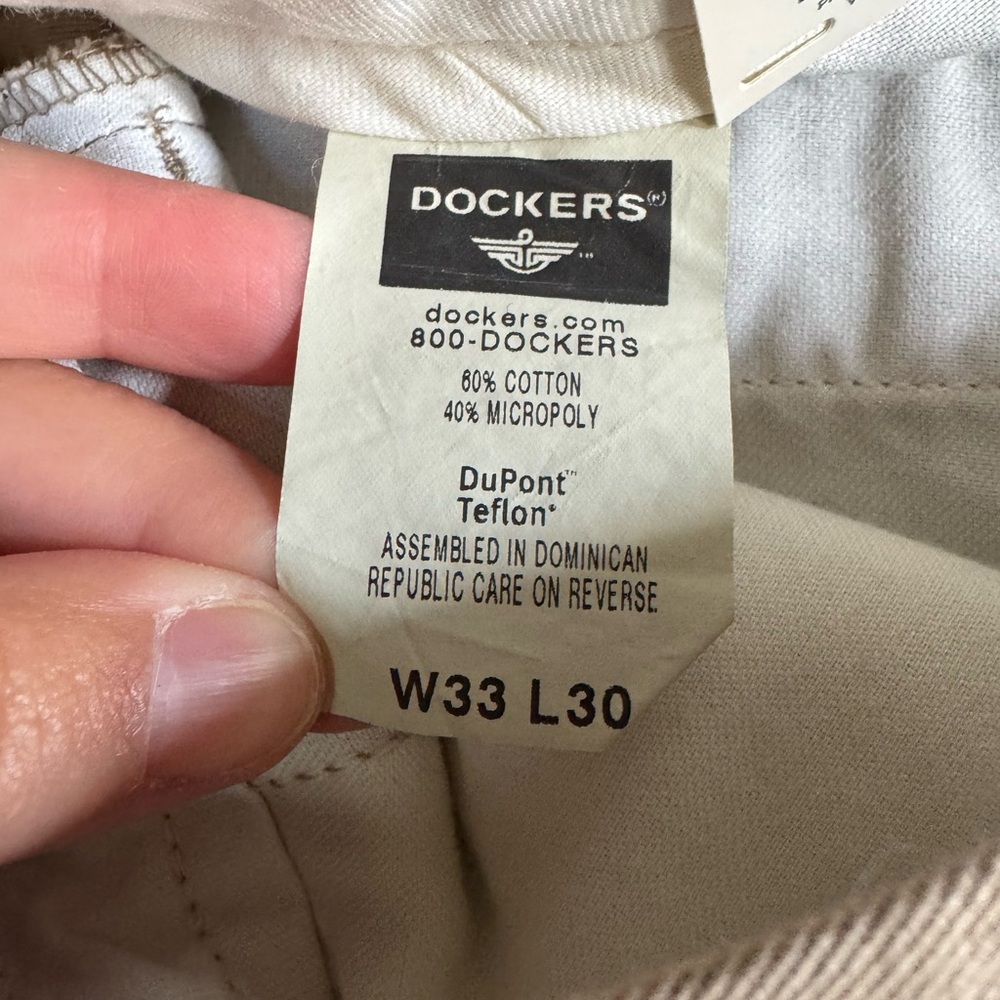 DOCKERS®
™
dockers.com
800-DOCKERS
60% COTTON
40% MICROPOLY
DuPont™
Teflon®
ASSEMBLED IN DOMINICAN
REPUBLIC CARE ON REVERSE
W33 L30